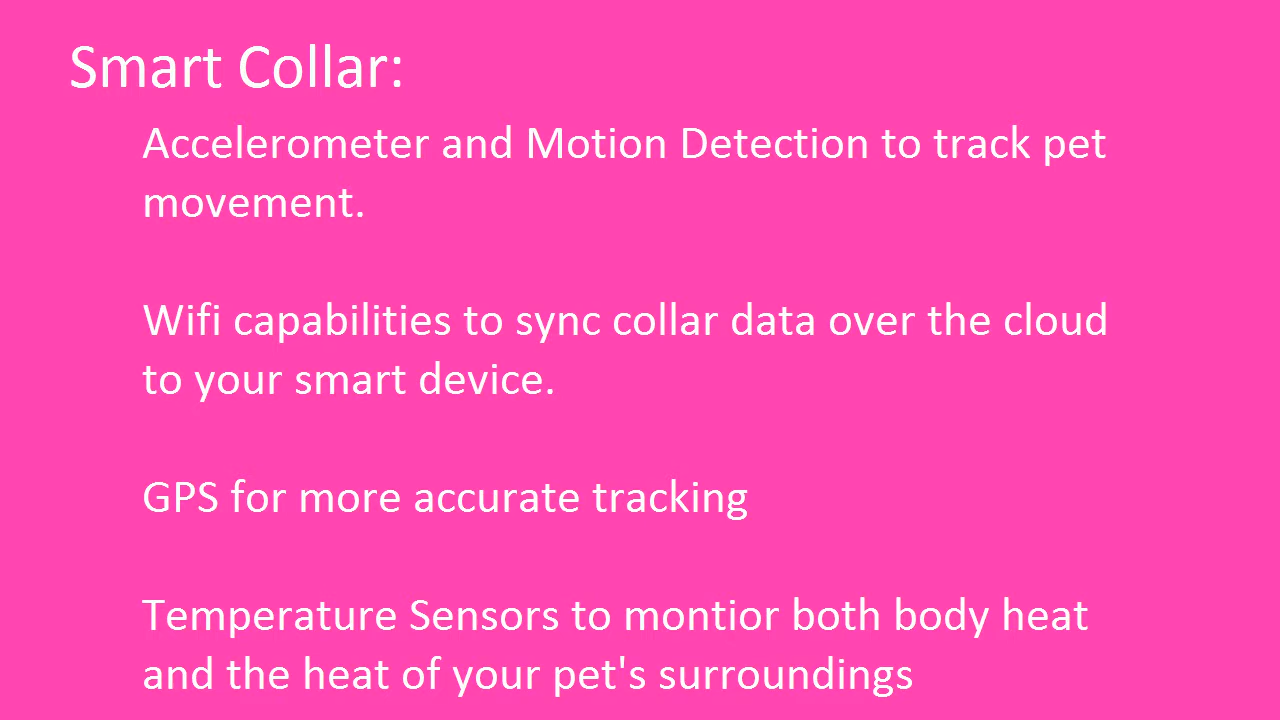 Smart Collar:
Accelerometer and Motion Detection to track pet
movement.
Wifi capabilities to sync collar data over the cloud
to your smart device.
GPS for more accurate tracking
Temperature Sensors to montior both body heat
and the heat of your pet's surroundings